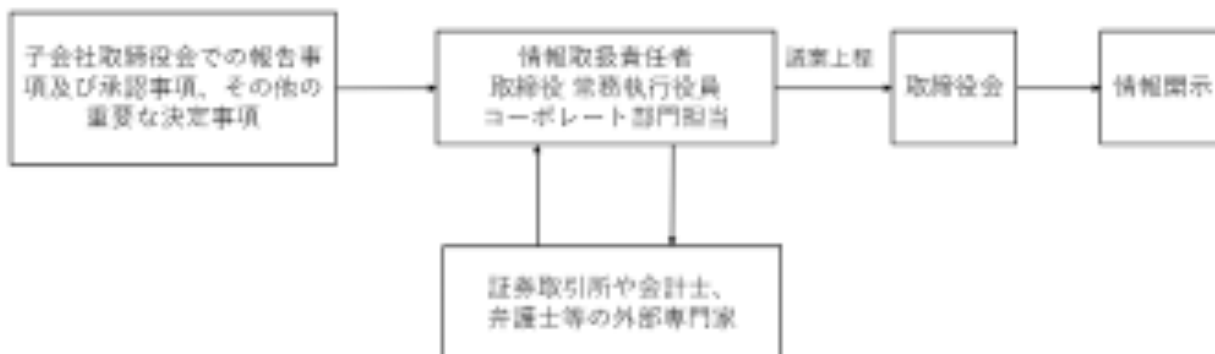 子会社取締役会での報告事
項及び承認事項、その他の
重要な決定事項
情報取扱責任者
取締役 常務執行役員
コーポレート部門担当
議案上程
取締役会
情報開示
証券取引所や会計士、
弁護士等の外部専門家